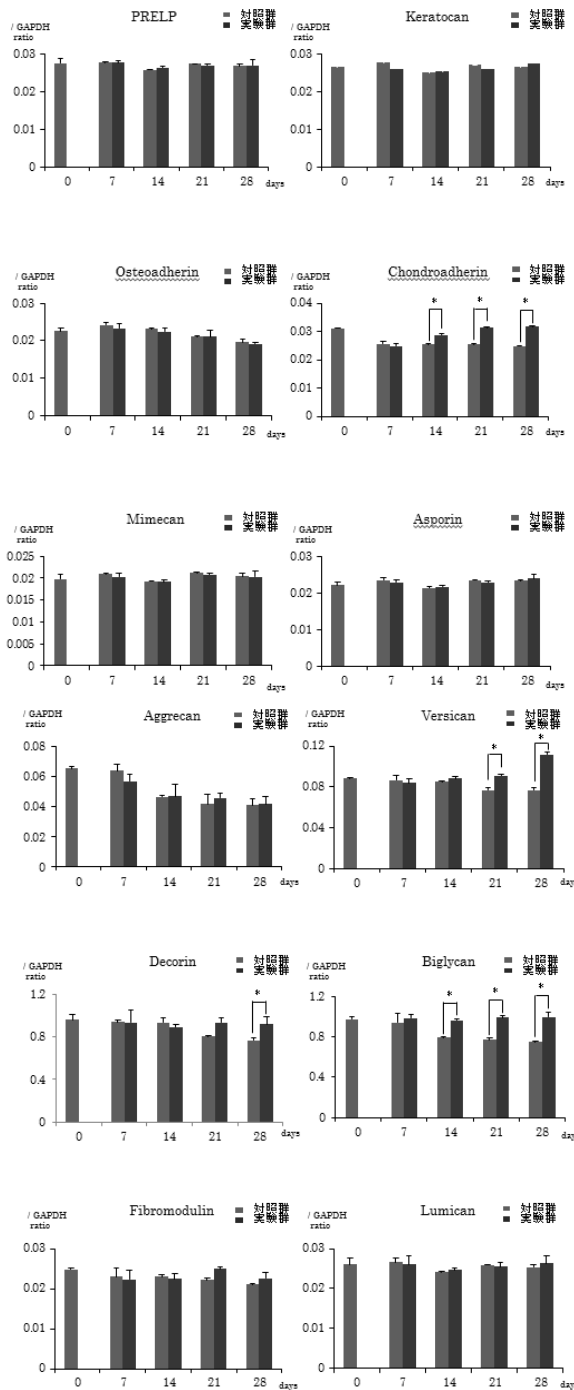 PRELP
/ GAPDH
ratio
対照群
実験群
0.03
0.02
0.01
0
0 7 14 21 28 days
Keratocan
/ GAPDH
ratio
対照群
実験群
0.03
0.02
0.01
0
0 7 14 21 28 days
Osteoadherin
/ GAPDH
ratio
対照群
実験群
0.03
0.02
0.01
0
0 7 14 21 28 days
Chondroadherin
/ GAPDH
ratio
対照群
実験群
* * *
0.04
0.03
0.02
0.01
0
0 7 14 21 28 days
Mimecan
/ GAPDH
ratio
対照群
実験群
0.025
0.02
0.015
0.01
0.005
0
0 7 14 21 28 days
Asporin
/ GAPDH
ratio
対照群
実験群
0.03
0.02
0.01
0
0 7 14 21 28 days
Aggrecan
/ GAPDH
ratio
対照群
実験群
0.08
0.06
0.04
0.02
0
0 7 14 21 28 days
Versican
/ GAPDH
ratio
対照群
実験群
* *
0.12
0.08
0.04
0
0 7 14 21 28 days
Decorin
/ GAPDH
ratio
対照群
実験群
*
1.2
0.8
0.4
0
0 7 14 21 28 days
Biglycan
/ GAPDH
ratio
対照群
実験群
* * *
1.2
0.8
0.4
0
0 7 14 21 28 days
Fibromodulin
/ GAPDH
ratio
対照群
実験群
0.03
0.02
0.01
0
0 7 14 21 28 days
Lumican
/ GAPDH
ratio
対照群
実験群
0.03
0.02
0.01
0
0 7 14 21 28 days